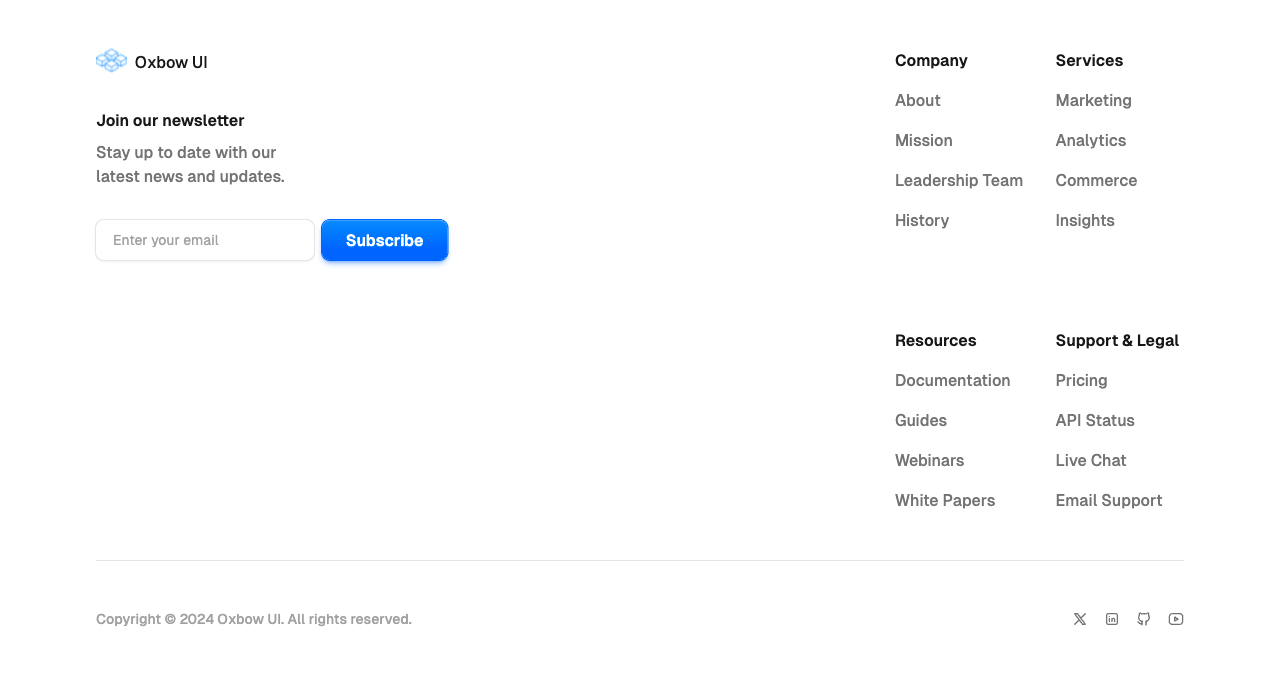 Oxbow UI
Join our newsletter
Stay up to date with our
latest news and updates.
Enter your email
Subscribe
Company
About
Mission
Leadership Team
History
Services
Marketing
Analytics
Commerce
Insights
Resources
Documentation
Guides
Webinars
White Papers
Support & Legal
Pricing
API Status
Live Chat
Email Support
Copyright © 2024 Oxbow UI. All rights reserved.